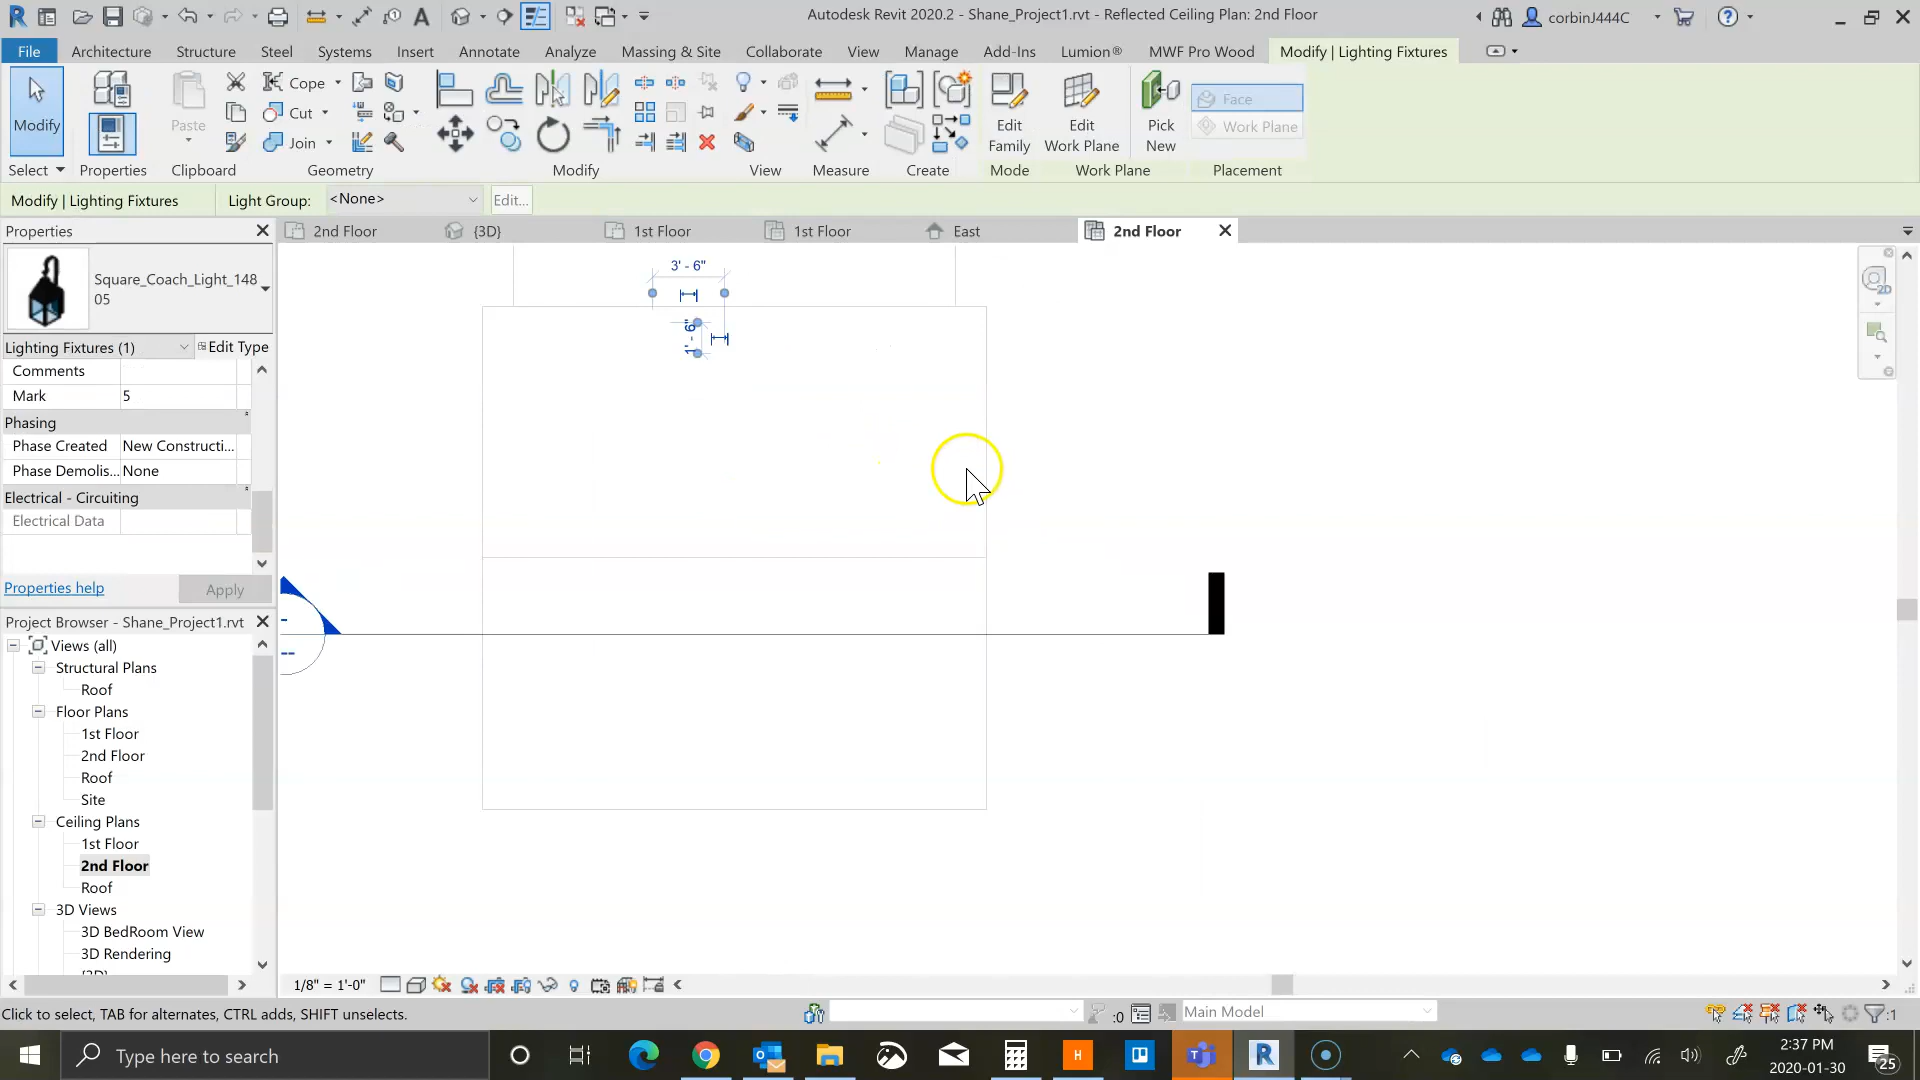 Autodesk Revit 2020.2 - Shane_Project1.rvt - Reflected Ceiling Plan: 2nd Floor
corbinJ444C
File Architecture Structure Steel Systems Insert Annotate Analyze Massing & Site Collaborate View Manage Add-Ins Lumion® MWF Pro Wood Modify | Lighting Fixtures
Modify
Paste
Cope
Cut
Join
Edit Family
Edit Work Plane
Pick New
Face
Work Plane
Select Properties Clipboard Geometry Modify View Measure Create Mode Work Plane Placement
Modify | Lighting Fixtures Light Group: <None> Edit...
Properties
2nd Floor {3D} 1st Floor 1st Floor East 2nd Floor
Square_Coach_Light_148
05
Lighting Fixtures (1) Edit Type
Comments
Mark 5
Phasing
Phase Created New Constructi...
Phase Demolis... None
Electrical - Circuiting
Electrical Data
Properties help Apply
3' - 6"
1' - 6"
-
--
Project Browser - Shane_Project1.rvt
Views (all)
Structural Plans
Roof
Floor Plans
1st Floor
2nd Floor
Roof
Site
Ceiling Plans
1st Floor
2nd Floor
Roof
3D Views
3D BedRoom View
3D Rendering
{3D}
1/8" = 1'-0"
Click to select, TAB for alternates, CTRL adds, SHIFT unselects.
:0
Main Model
:1
Type here to search
2:37 PM
2020-01-30
25